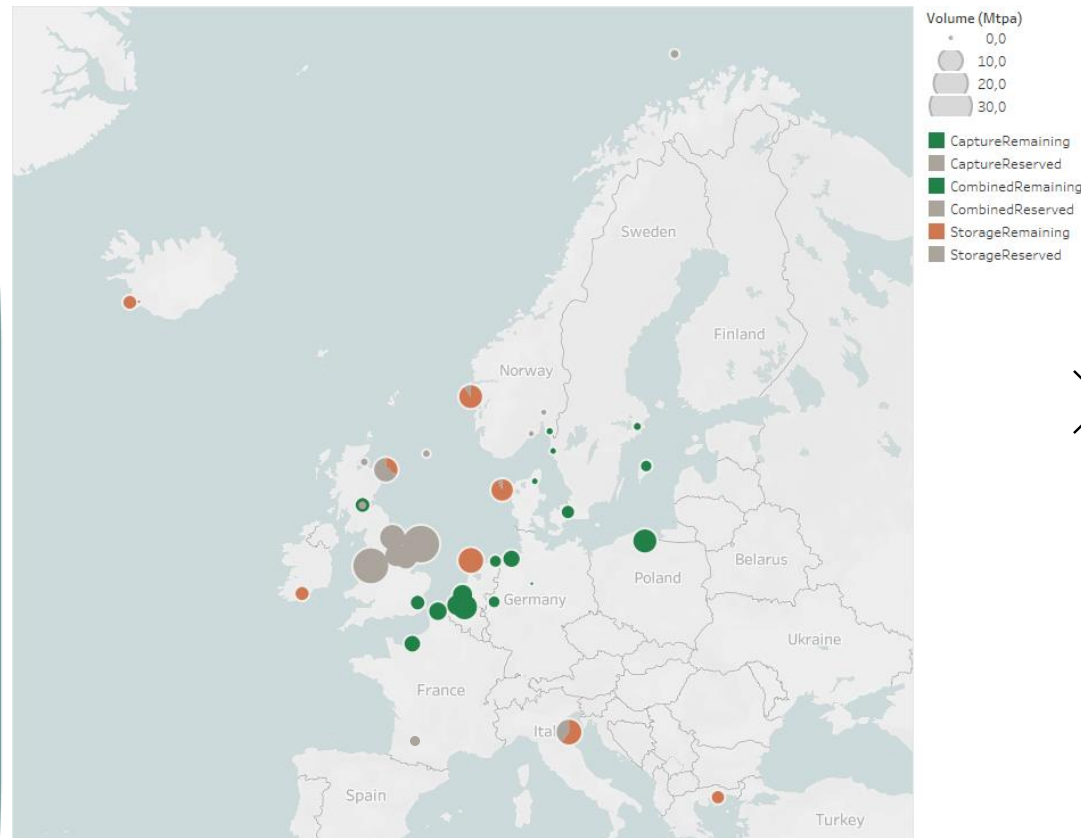 Volume (Mtpa)
0,0
10,0
20,0
30,0
CaptureRemaining
CaptureReserved
CombinedRemaining
CombinedReserved
StorageRemaining
StorageReserved
Sweden
Finland
Norway
Belarus
Poland
Germany
Ukraine
France
Ital
Spain
Turkey